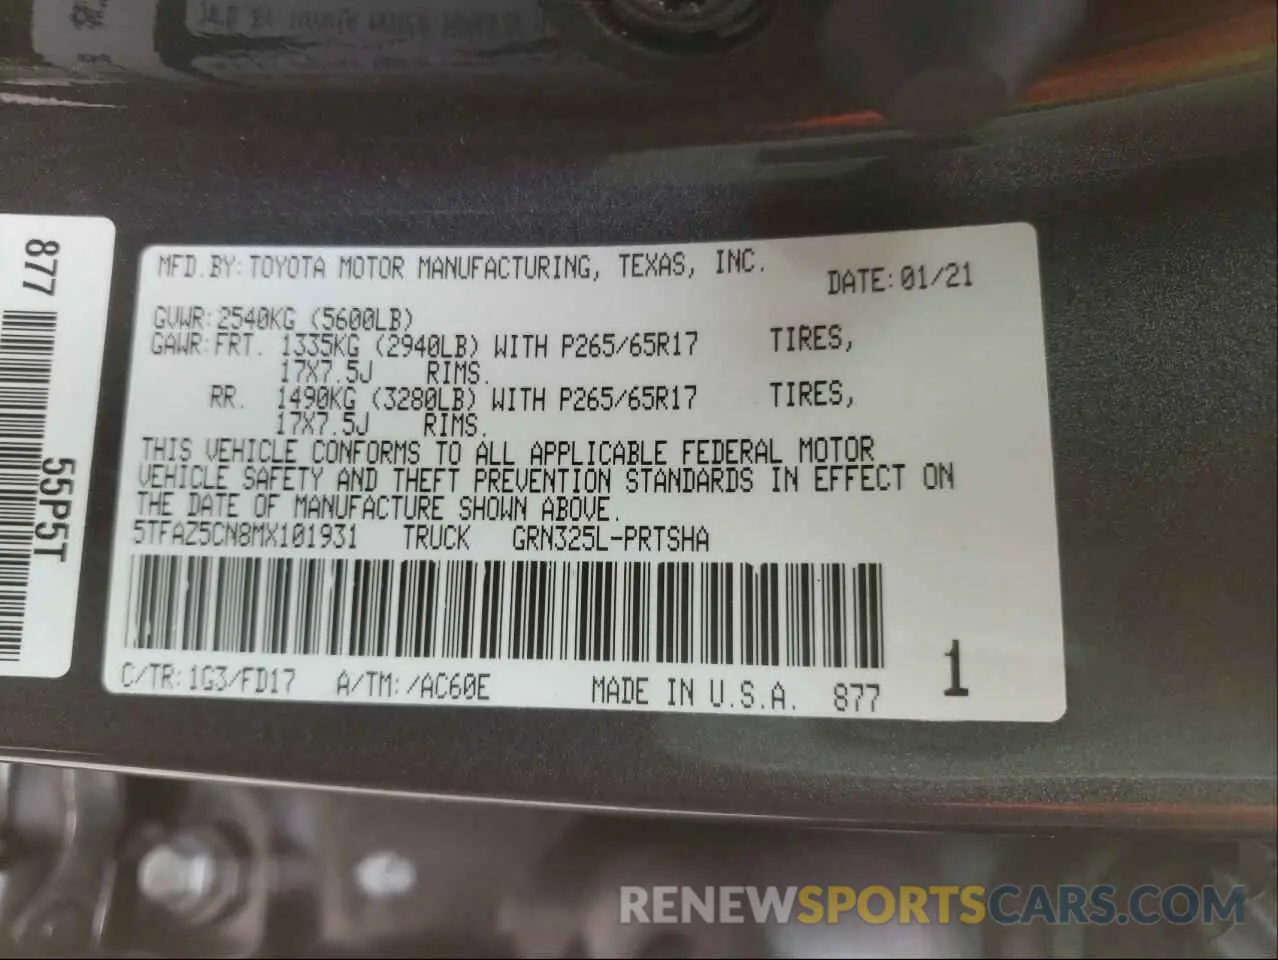 877
55P5T
MFD.BY:TOYOTA MOTOR MANUFACTURING, TEXAS, INC.
DATE:01/21
GVWR:2540KG (5600LB)
GAWR:FRT. 1335KG (2940LB) WITH P265/65R17 TIRES,
17X7.5J RIMS.
RR. 1490KG (3280LB) WITH P265/65R17 TIRES,
17X7.5J RIMS.
THIS VEHICLE CONFORMS TO ALL APPLICABLE FEDERAL MOTOR
VEHICLE SAFETY AND THEFT PREVENTION STANDARDS IN EFFECT ON
THE DATE OF MANUFACTURE SHOWN ABOVE.
5TFAZ5CN8MX101931 TRUCK GRN325L-PRTSHA
C/TR:1G3/FD17 A/TM:/AC60E MADE IN U.S.A. 877
1
RENEWSPORTSCARS.COM